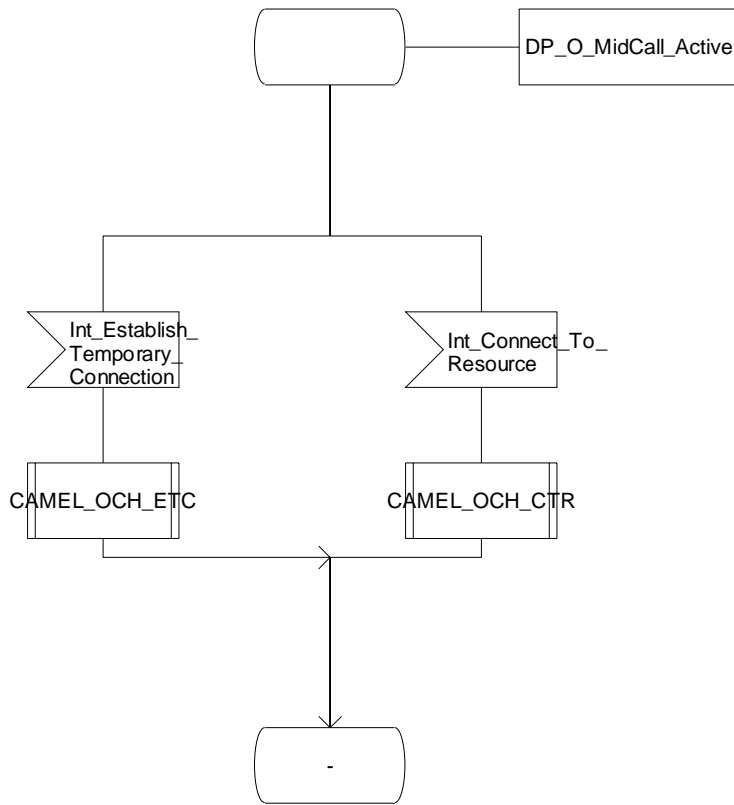 DP_O_MidCall_Active
Int_Establish_
Temporary_
Connection
Int_Connect_To_
Resource
CAMEL_OCH_ETC
CAMEL_OCH_CTR
-